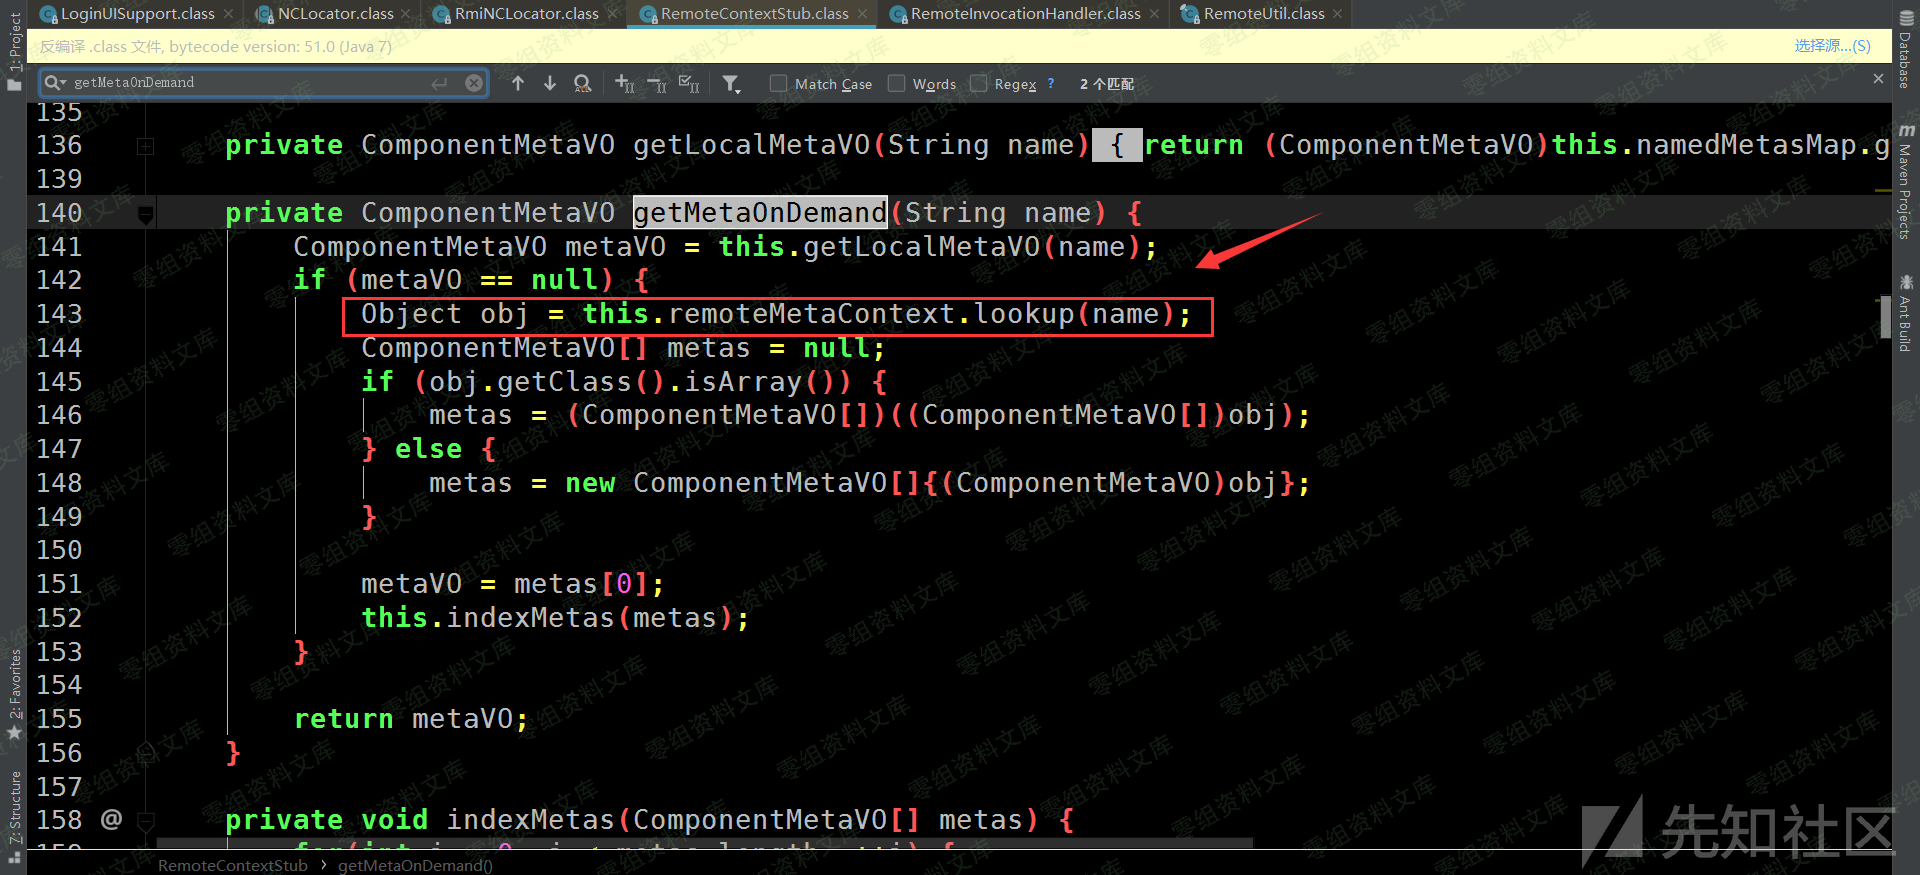 LoginUISupport.class NCLocator.class RmiNCLocator.class RemoteContextStub.class RemoteInvocationHandler.class RemoteUtil.class
反编译 .class 文件, bytecode version: 51.0 (Java 7) 选择源...(S)
getMetaOnDemand Match Case Words Regex ? 2 个匹配
135
136 private ComponentMetaVO getLocalMetaVO(String name) { return (ComponentMetaVO)this.namedMetasMap.g
139
140 private ComponentMetaVO getMetaOnDemand(String name) {
141 ComponentMetaVO metaVO = this.getLocalMetaVO(name);
142 if (metaVO == null) {
143 Object obj = this.remoteMetaContext.lookup(name);
144 ComponentMetaVO[] metas = null;
145 if (obj.getClass().isArray()) {
146 metas = (ComponentMetaVO[])((ComponentMetaVO[])obj);
147 } else {
148 metas = new ComponentMetaVO[]{(ComponentMetaVO)obj};
149 }
150
151 metaVO = metas[0];
152 this.indexMetas(metas);
153 }
154
155 return metaVO;
156 }
157
158 @ private void indexMetas(ComponentMetaVO[] metas) {
RemoteContextStub › getMetaOnDemand()
1: Project
2: Favorites
7: Structure
Database
Maven Projects
Ant Build
零组资料文库
先知社区